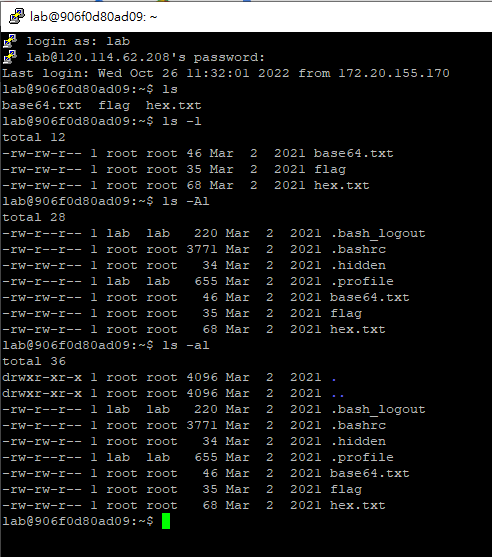 lab@906f0d80ad09: ~
login as: lab
lab@120.114.62.208's password:
Last login: Wed Oct 26 11:32:01 2022 from 172.20.155.170
lab@906f0d80ad09:~$ ls
base64.txt  flag  hex.txt
lab@906f0d80ad09:~$ ls -l
total 12
-rw-rw-r-- 1 root root 46 Mar  2  2021 base64.txt
-rw-rw-r-- 1 root root 35 Mar  2  2021 flag
-rw-rw-r-- 1 root root 68 Mar  2  2021 hex.txt
lab@906f0d80ad09:~$ ls -Al
total 28
-rw-r--r-- 1 lab  lab   220 Mar  2  2021 .bash_logout
-rw-r--r-- 1 root root 3771 Mar  2  2021 .bashrc
-rw-rw-r-- 1 root root   34 Mar  2  2021 .hidden
-rw-r--r-- 1 lab  lab   655 Mar  2  2021 .profile
-rw-rw-r-- 1 root root   46 Mar  2  2021 base64.txt
-rw-rw-r-- 1 root root   35 Mar  2  2021 flag
-rw-rw-r-- 1 root root   68 Mar  2  2021 hex.txt
lab@906f0d80ad09:~$ ls -al
total 36
drwxr-xr-x 1 root root 4096 Mar  2  2021 .
drwxr-xr-x 1 root root 4096 Mar  2  2021 ..
-rw-r--r-- 1 lab  lab   220 Mar  2  2021 .bash_logout
-rw-r--r-- 1 root root 3771 Mar  2  2021 .bashrc
-rw-rw-r-- 1 root root   34 Mar  2  2021 .hidden
-rw-r--r-- 1 lab  lab   655 Mar  2  2021 .profile
-rw-rw-r-- 1 root root   46 Mar  2  2021 base64.txt
-rw-rw-r-- 1 root root   35 Mar  2  2021 flag
-rw-rw-r-- 1 root root   68 Mar  2  2021 hex.txt
lab@906f0d80ad09:~$